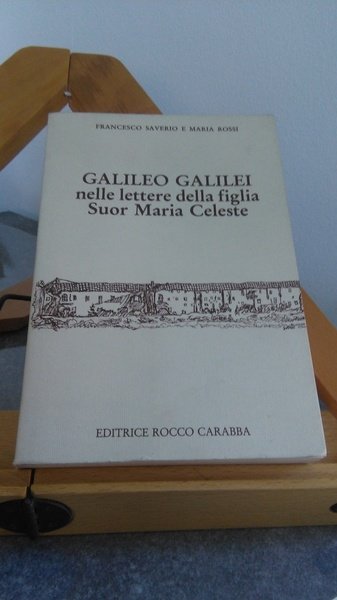 FRANCESCO SAVERIO E MARIA ROSSI
GALILEO GALILEI
nelle lettere della figlia
Suor Maria Celeste
EDITRICE ROCCO CARABBA